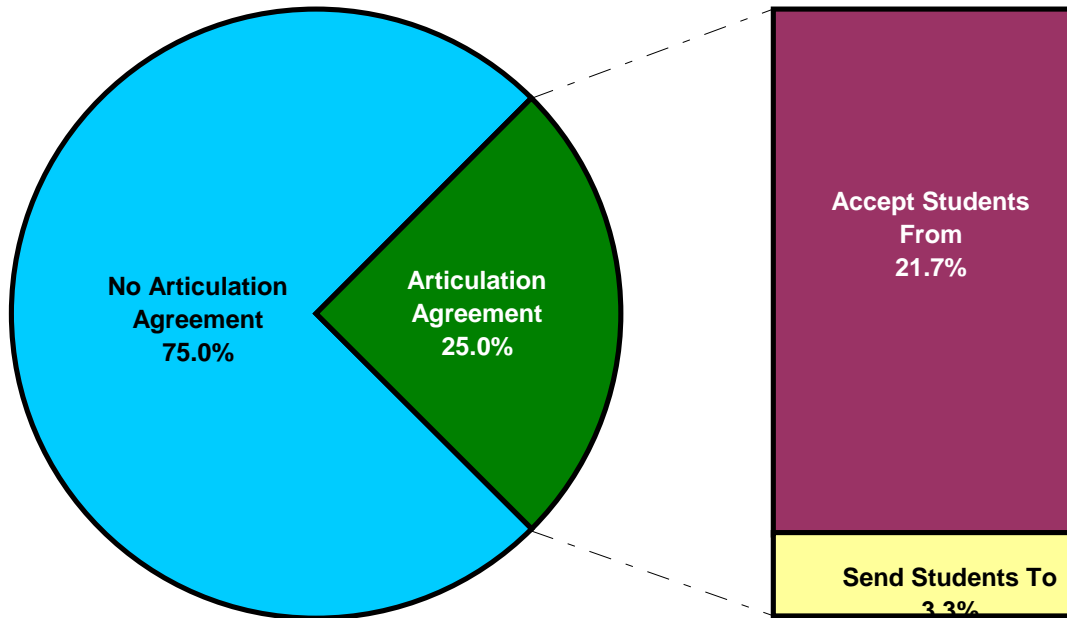 No Articulation
Agreement
75.0%
Articulation
Agreement
25.0%
Accept Students
From
21.7%
Send Students To
3.3%